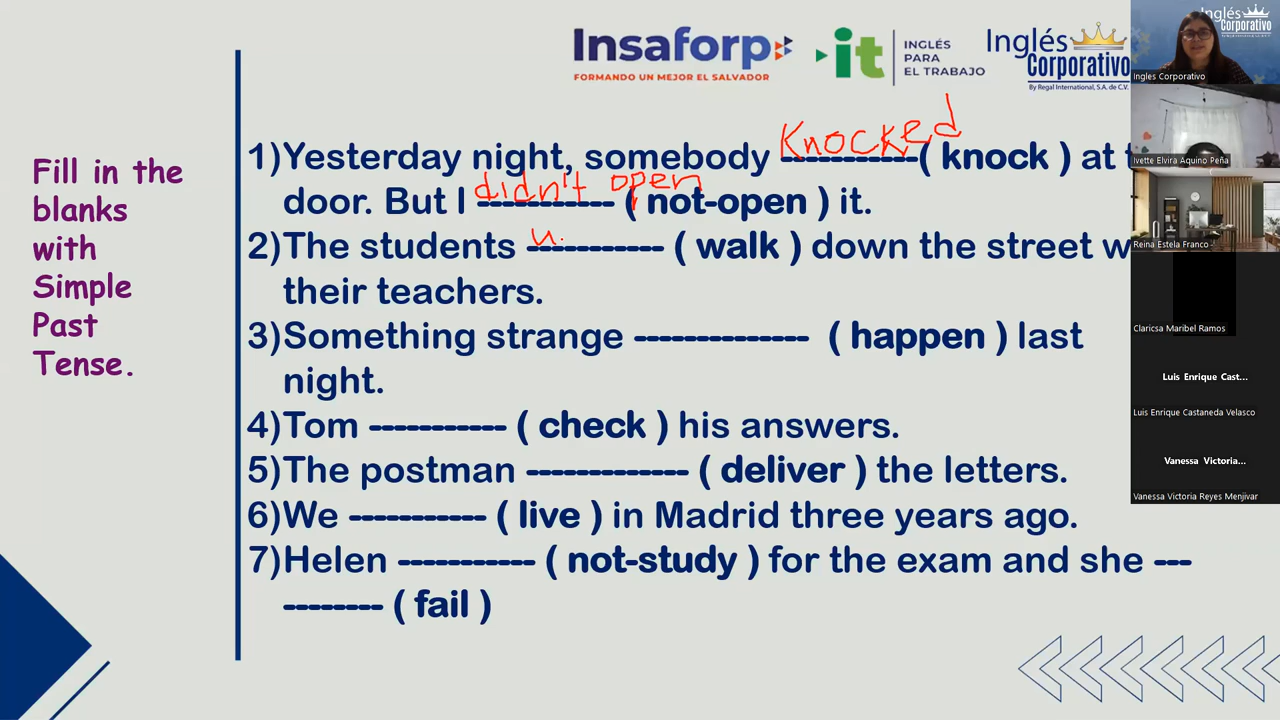 Insaforp
FORMANDO UN MEJOR EL SALVADOR
it
INGLÉS
PARA
EL TRABAJO
Inglés
Corporativo
By Regal International, S.A. de C.V.
Inglés
Corporativo
Ingles Corporativo
Ivette Elvira Aquino Peña
Reina Estela Franco
Claricsa Maribel Ramos
Luis Enrique Cast...
Luis Enrique Castaneda Velasco
Vanessa Victoria...
Vanessa Victoria Reyes Menjivar
Fill in the
blanks
with
Simple
Past
Tense.
Knocked
1)Yesterday night, somebody -----------( knock ) at
didn't open
door. But I ----------- ( not-open ) it.
2)The students ----------- ( walk ) down the street
their teachers.
3)Something strange -------------- ( happen ) last
night.
4)Tom ----------- ( check ) his answers.
5)The postman ------------- ( deliver ) the letters.
6)We ----------- ( live ) in Madrid three years ago.
7)Helen ----------- ( not-study ) for the exam and she ---
-------- ( fail )